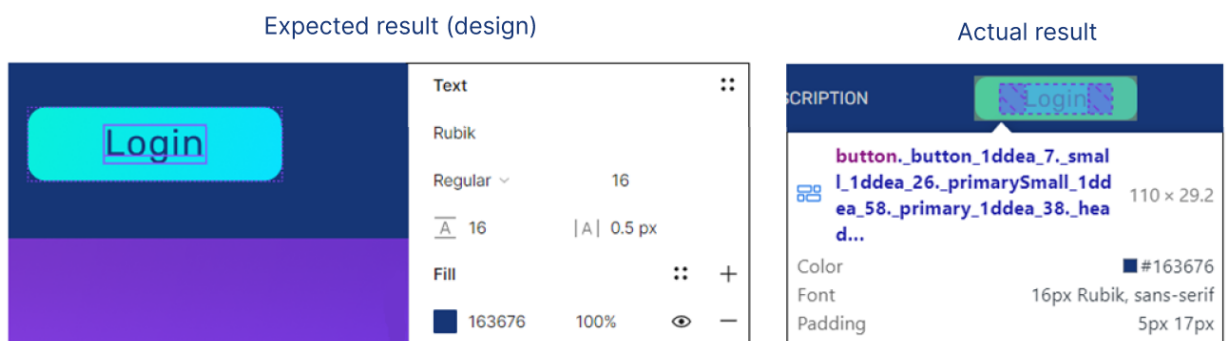 Expected result (design)
Actual result
Login
Text
Rubik
Regular 16
A 16 |A| 0.5 px
Fill
163676 100%
SCRIPTION
Login
button._button_1ddea_7._smal
l_1ddea_26._primarySmall_1dd
ea_58._primary_1ddea_38._hea
d...
110 × 29.2
Color #163676
Font 16px Rubik, sans-serif
Padding 5px 17px